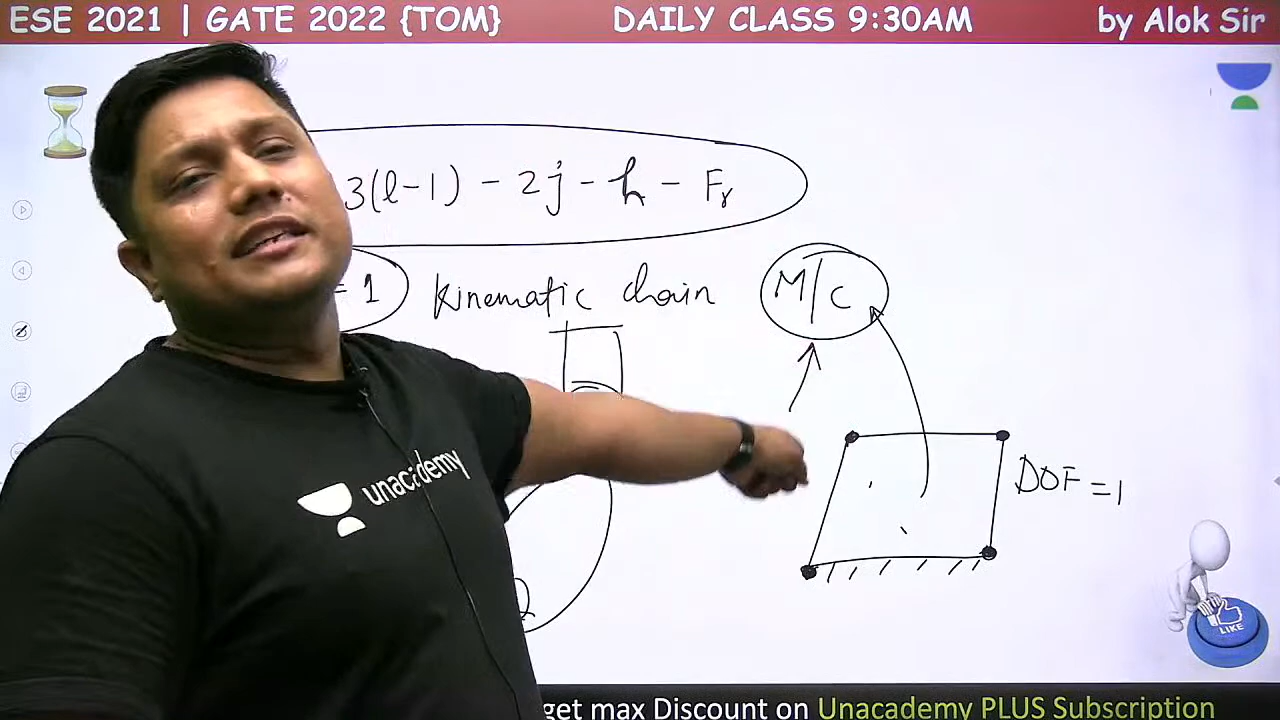 ESE 2021 | GATE 2022 {TOM} DAILY CLASS 9:30AM by Alok Sir
3(l-1) - 2j - h - Fr
= 1 Kinematic chain M/C
unacademy
DOF = 1
LIKE
get max Discount on Unacademy PLUS Subscription